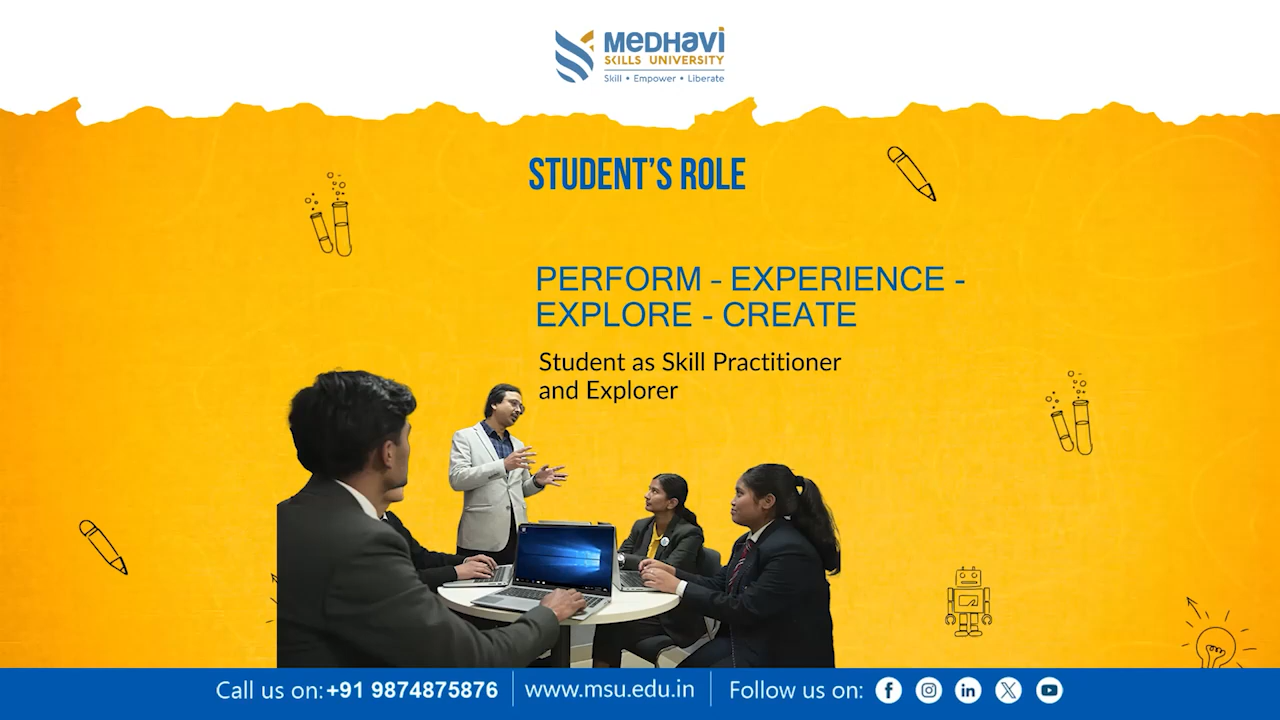 MEDHAVI
SKILLS UNIVERSITY
Skill • Empower • Liberate
STUDENT'S ROLE
PERFORM - EXPERIENCE -
EXPLORE - CREATE
Student as Skill Practitioner
and Explorer
Call us on: +91 9874875876 www.msu.edu.in Follow us on: